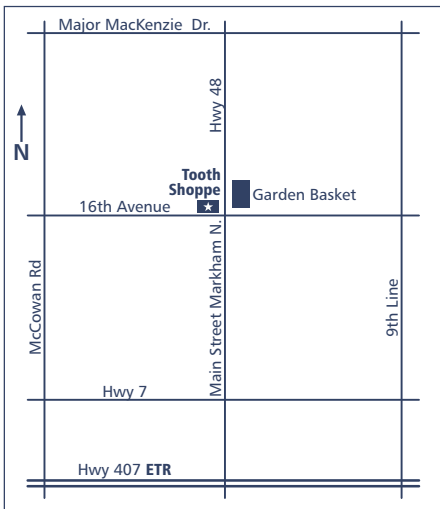 Major MacKenzie Dr.
Hwy 48
N
Tooth
Shoppe
Garden Basket
16th Avenue
McCowan Rd
Main Street Markham N.
9th Line
Hwy 7
Hwy 407 ETR